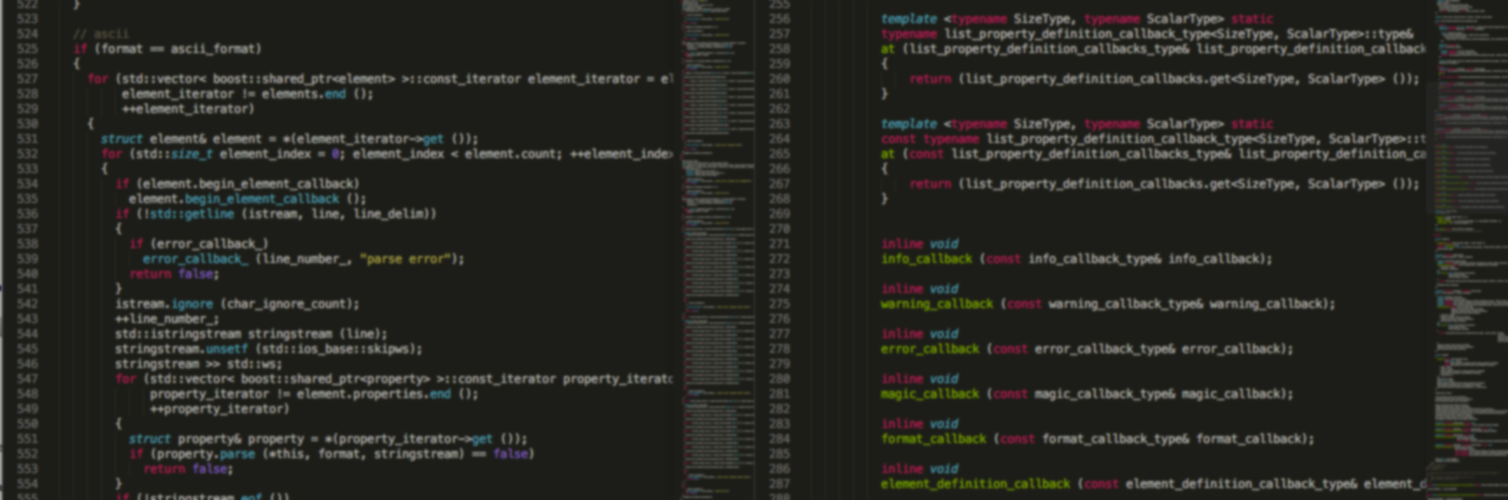 522 }
523
524 // ascii
525 if (format == ascii_format)
526 {
527 for (std::vector< boost::shared_ptr<element> >::const_iterator element_iterator = el
528 element_iterator != elements.end ();
529 ++element_iterator)
530 {
531 struct element& element = *(element_iterator->get ());
532 for (std::size_t element_index = 0; element_index < element.count; ++element_index
533 {
534 if (element.begin_element_callback)
535 element.begin_element_callback ();
536 if (!std::getline (istream, line, line_delim))
537 {
538 if (error_callback_)
539 error_callback_ (line_number_, "parse error");
540 return false;
541 }
542 istream.ignore (char_ignore_count);
543 ++line_number_;
544 std::istringstream stringstream (line);
545 stringstream.unsetf (std::ios_base::skipws);
546 stringstream >> std::ws;
547 for (std::vector< boost::shared_ptr<property> >::const_iterator property_iterato
548 property_iterator != element.properties.end ();
549 ++property_iterator)
550 {
551 struct property& property = *(property_iterator->get ());
552 if (property.parse (*this, format, stringstream) == false)
553 return false;
554 }
555 if (!stringstream.eof ())
255
256 template <typename SizeType, typename ScalarType> static
257 typename list_property_definition_callback_type<SizeType, ScalarType>::type&
258 at (list_property_definition_callbacks_type& list_property_definition_callback
259 {
260 return (list_property_definition_callbacks.get<SizeType, ScalarType> ());
261 }
262
263 template <typename SizeType, typename ScalarType> static
264 const typename list_property_definition_callback_type<SizeType, ScalarType>::t
265 at (const list_property_definition_callbacks_type& list_property_definition_ca
266 {
267 return (list_property_definition_callbacks.get<SizeType, ScalarType> ());
268 }
269
270
271 inline void
272 info_callback (const info_callback_type& info_callback);
273
274 inline void
275 warning_callback (const warning_callback_type& warning_callback);
276
277 inline void
278 error_callback (const error_callback_type& error_callback);
279
280 inline void
281 magic_callback (const magic_callback_type& magic_callback);
282
283 inline void
284 format_callback (const format_callback_type& format_callback);
285
286 inline void
287 element_definition_callback (const element_definition_callback_type& element_d
288